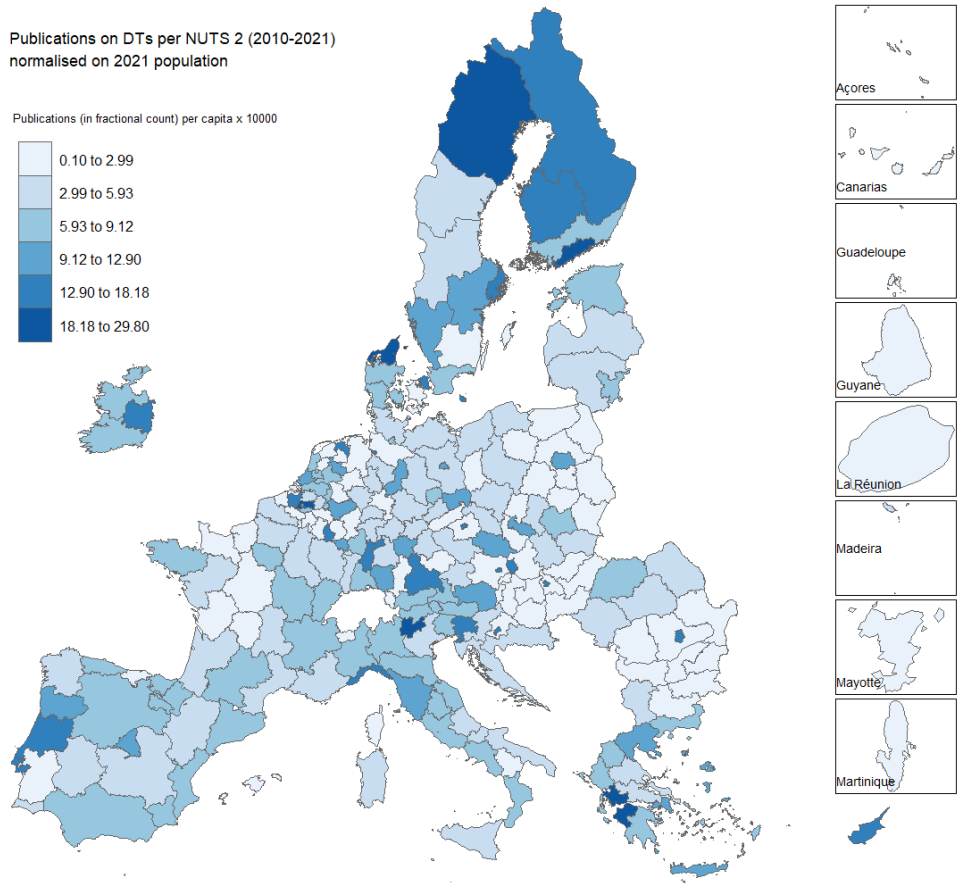 Publications on DTs per NUTS 2 (2010-2021)
normalised on 2021 population
Publications (in fractional count) per capita x 10000
0.10 to 2.99
2.99 to 5.93
5.93 to 9.12
9.12 to 12.90
12.90 to 18.18
18.18 to 29.80
Açores
Canarias
Guadeloupe
Guyane
La Réunion
Madeira
Mayotte
Martinique